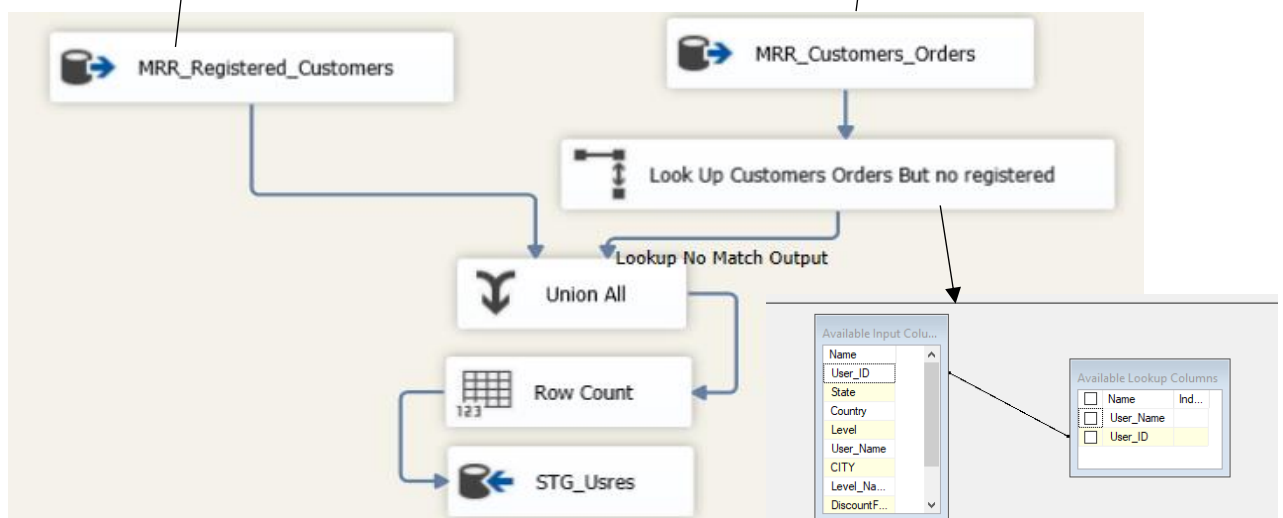 MRR_Registered_Customers
MRR_Customers_Orders
Look Up Customers Orders But no registered
Lookup No Match Output
Union All
Row Count
123
STG_Usres
Available Input Colu...
Name
User_ID
State
Country
Level
User_Name
CITY
Level_Na...
DiscountF...
Available Lookup Columns
Name Ind...
User_Name
User_ID